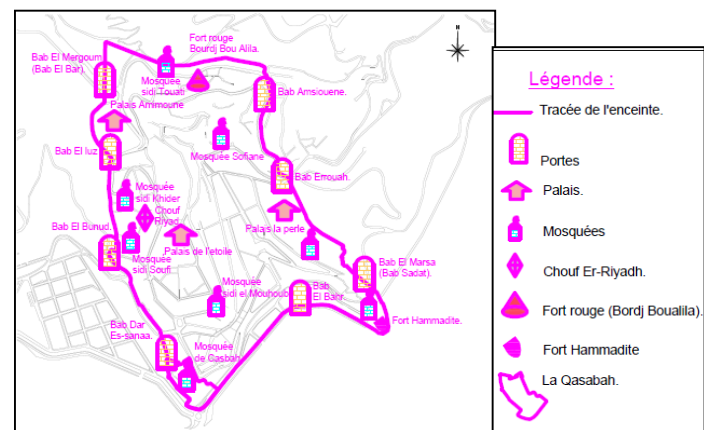 Fort rouge
Bourdj Bou Alila.
Bab El Mergoum
(Bab El Bar).
Mosquée
sidi Touati
Palais Amimoune
Bab Amsiouene.
Mosquée Sofiane
Bab El luz.
Bab Errouah.
Mosquée
sidi Khider
Chouf
Riyad.
Palais la perle
Bab El Bunud.
Mosquée
sidi Soufi
Palais de l'etoile
Bab El Marsa
(Bab Sadat).
Mosquée
sidi el Mouhoub
Bab
El Bahr.
Fort Hammadite.
Bab Dar
Es-sanaa.
Mosquée
de Casbah
N
Légende :
Tracée de l'enceinte.
Portes
Palais.
Mosquées
Chouf Er-Riyadh.
Fort rouge (Bordj Boualila).
Fort Hammadite
La Qasabah.